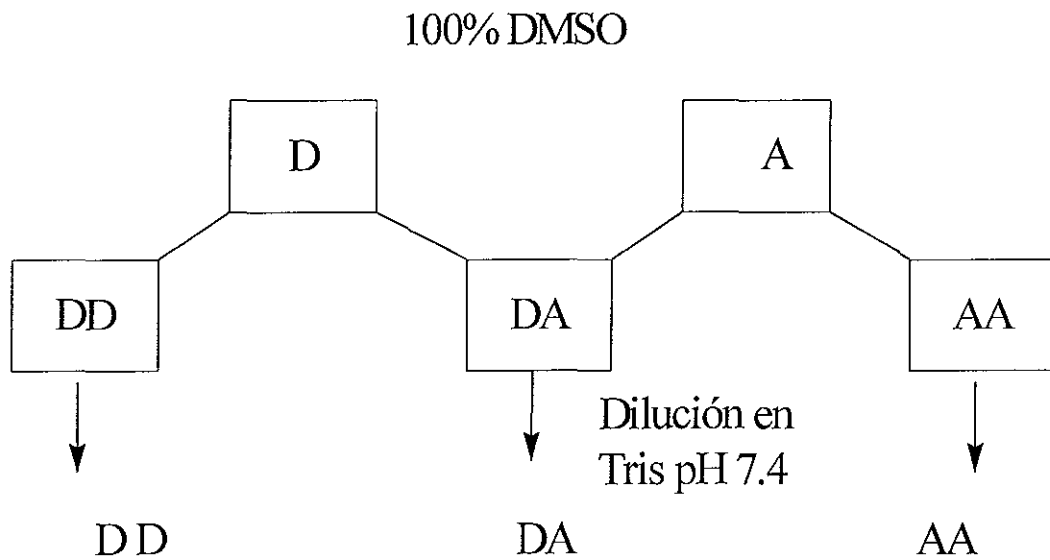 100% DMSO
D
A
DD
DA
AA
Dilución en
Tris pH 7.4
D D
DA
AA